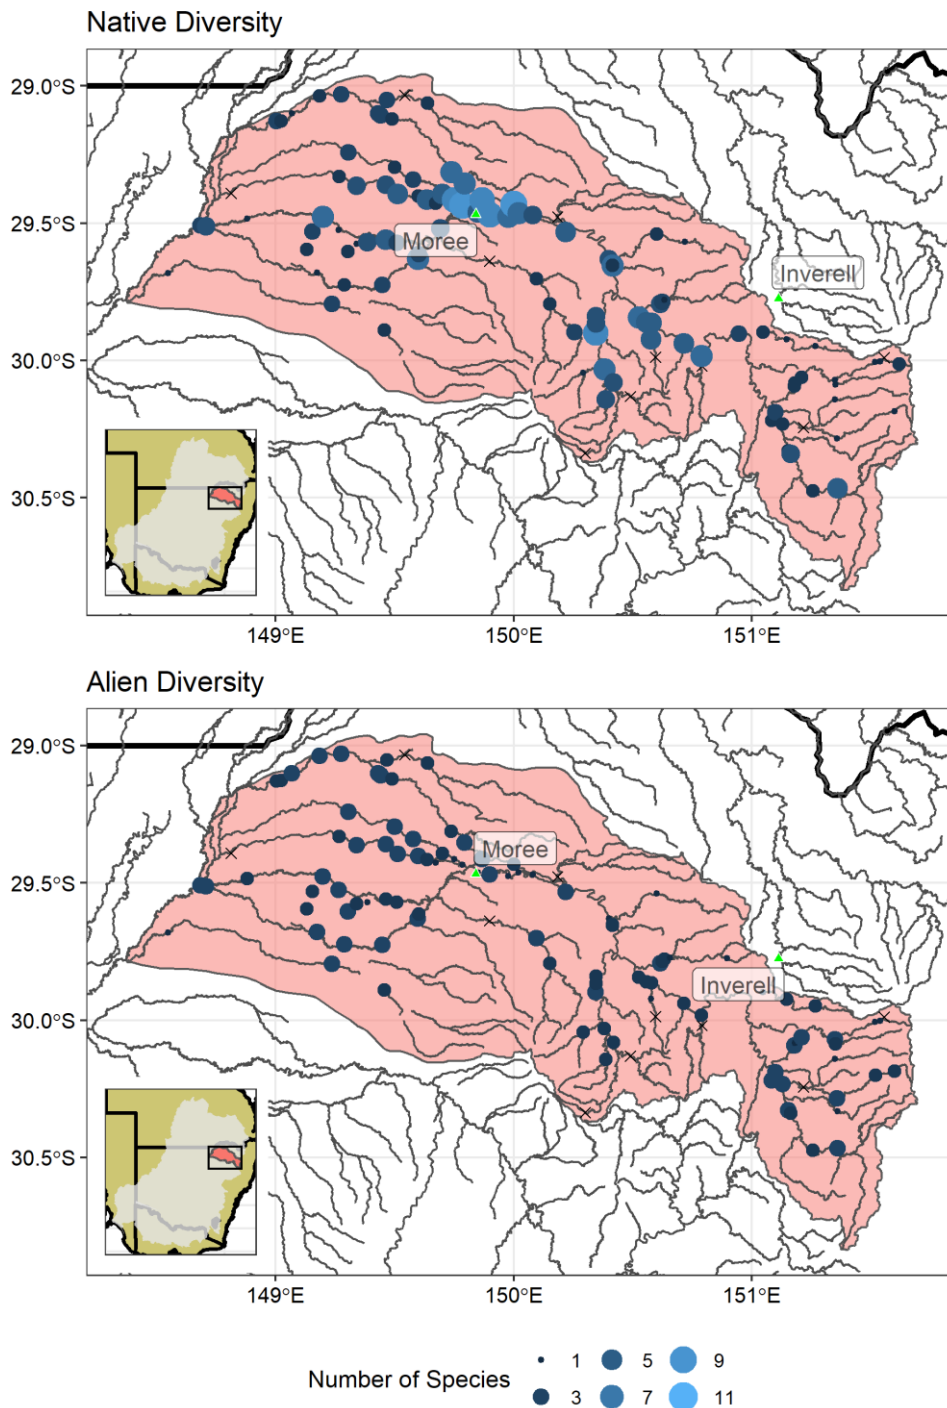 Native Diversity
29.0°S
29.5°S
Moree
Inverell
30.0°S
30.5°S
149°E 150°E 151°E
Alien Diversity
29.0°S
Moree
29.5°S
Inverell
30.0°S
30.5°S
149°E 150°E 151°E
1 5 9
Number of Species
3 7 11